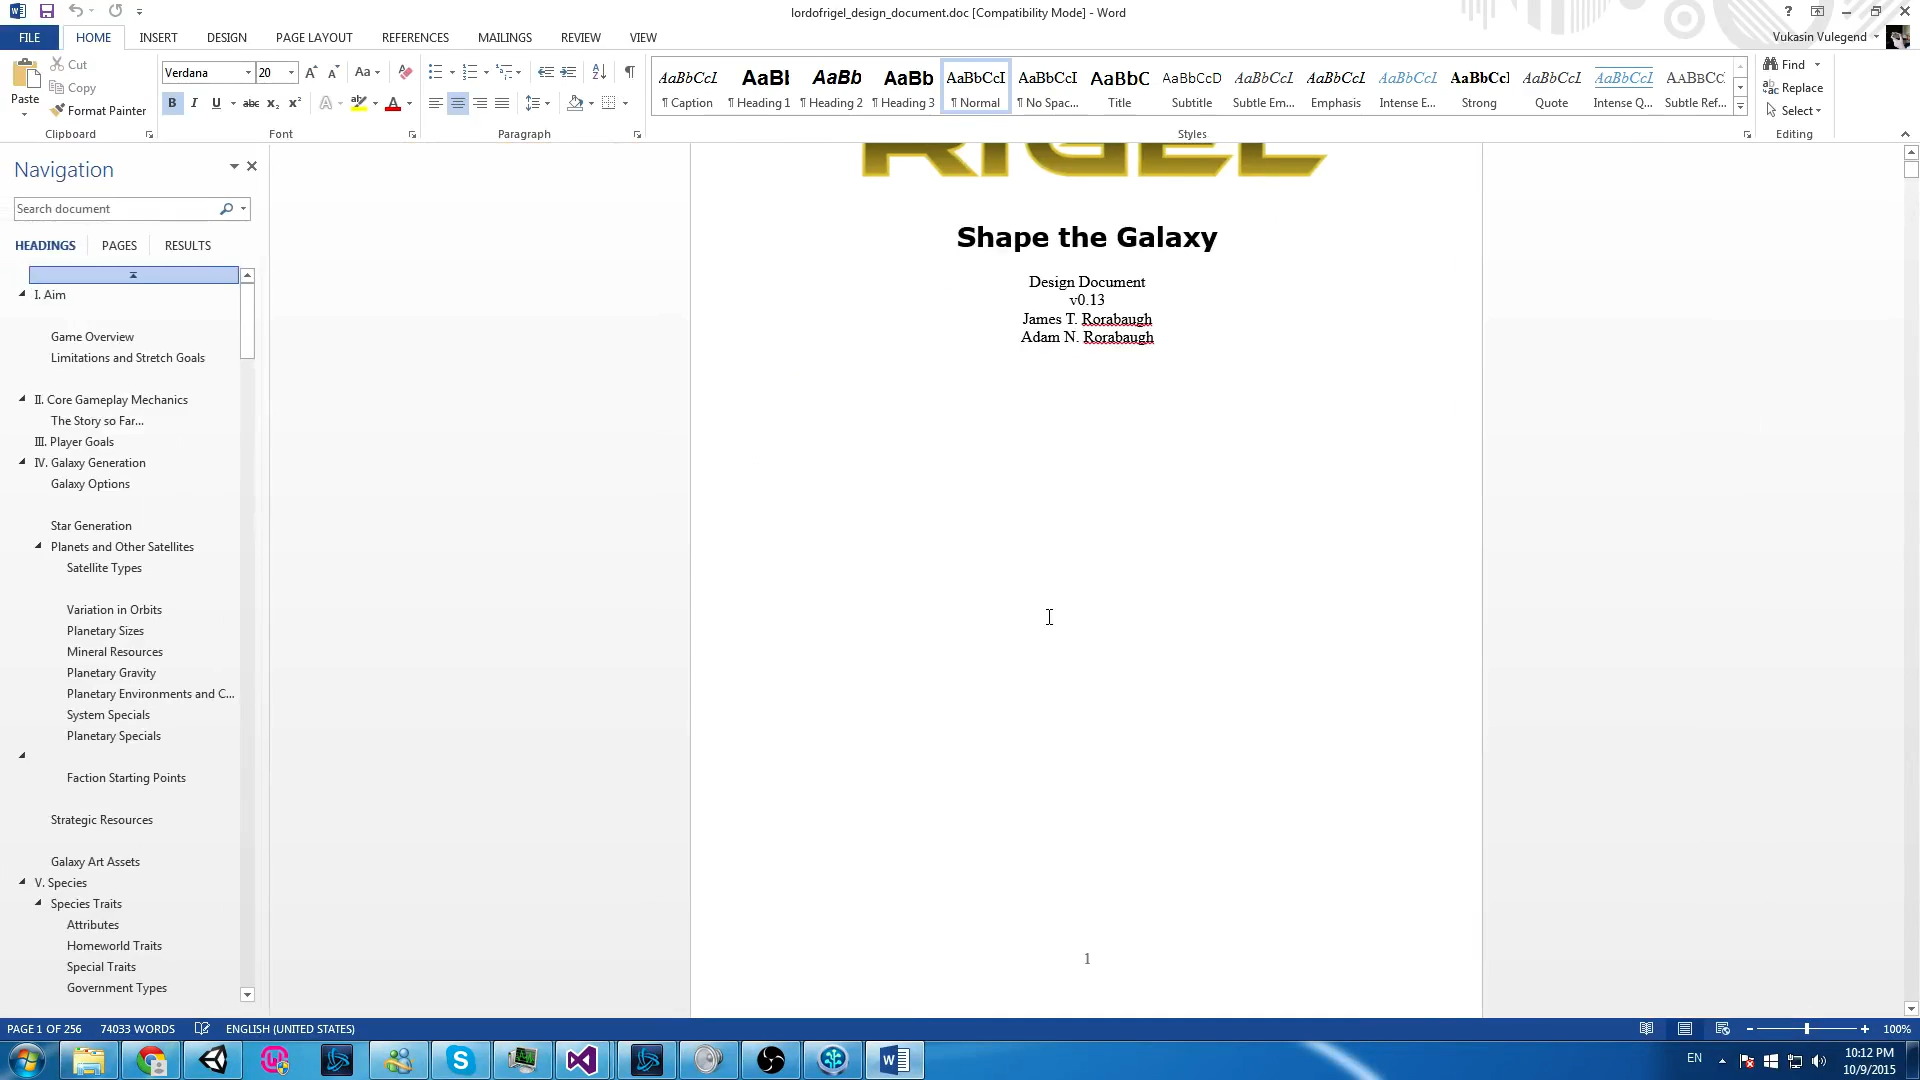 lordofrigel_design_document.doc [Compatibility Mode] - Word
FILE HOME INSERT DESIGN PAGE LAYOUT REFERENCES MAILINGS REVIEW VIEW
Vukasin Vulegend
Paste
Cut
Copy
Format Painter
Clipboard
Verdana 20
Font
Paragraph
AaBbCcI AaBl AaBb AaBb AaBbCcI AaBbCcI AaBbC AaBbCcD AaBbCcI AaBbCcI AaBbCcI AaBbCcI AaBbCcI AaBbCcI AaBbCc
¶ Caption ¶ Heading 1 ¶ Heading 2 ¶ Heading 3 ¶ Normal ¶ No Spac... Title Subtitle Subtle Em... Emphasis Intense E... Strong Quote Intense Q... Subtle Ref...
Styles
Find
Replace
Select
Editing
Navigation
Search document
HEADINGS PAGES RESULTS
I. Aim
Game Overview
Limitations and Stretch Goals
II. Core Gameplay Mechanics
The Story so Far...
III. Player Goals
IV. Galaxy Generation
Galaxy Options
Star Generation
Planets and Other Satellites
Satellite Types
Variation in Orbits
Planetary Sizes
Mineral Resources
Planetary Gravity
Planetary Environments and C...
System Specials
Planetary Specials
Faction Starting Points
Strategic Resources
Galaxy Art Assets
V. Species
Species Traits
Attributes
Homeworld Traits
Special Traits
Government Types
RIGEL
Shape the Galaxy
Design Document
v0.13
James T. Rorabaugh
Adam N. Rorabaugh
1
PAGE 1 OF 256 74033 WORDS ENGLISH (UNITED STATES) 100%
EN
10:12 PM
10/9/2015